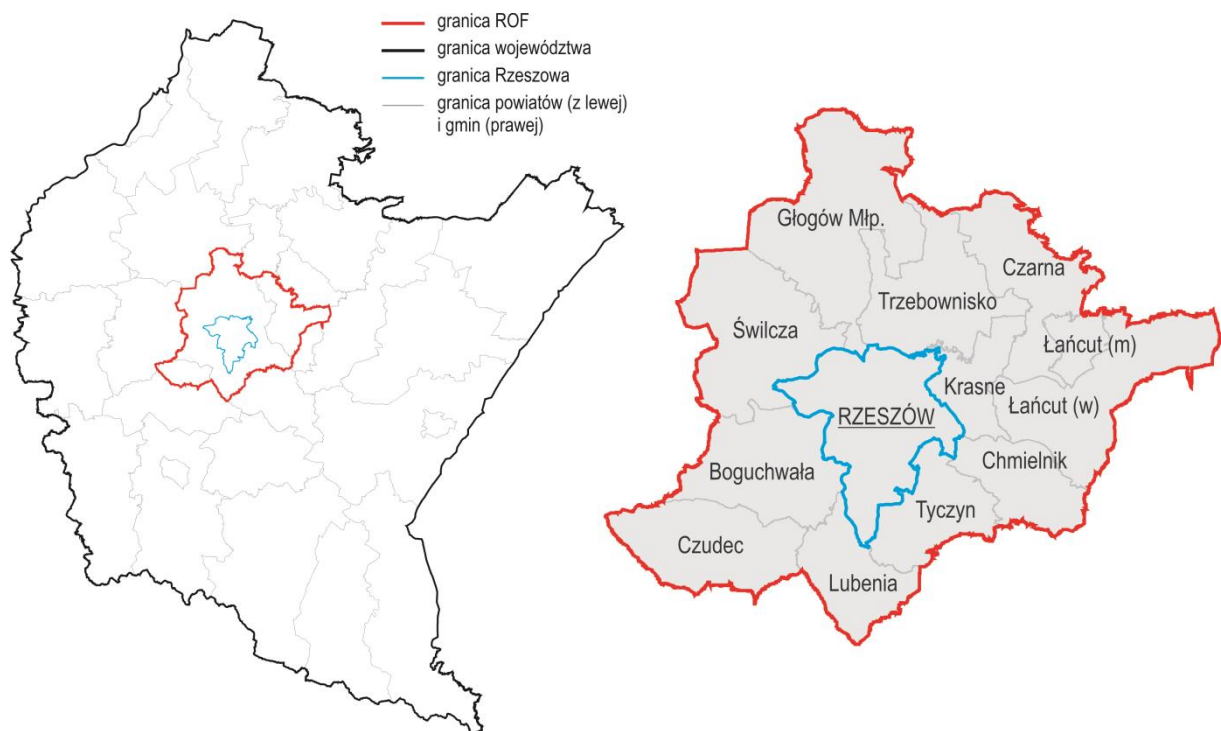 granica ROF
granica województwa
granica Rzeszowa
granica powiatów (z lewej)
i gmin (prawej)
Głogów Młp.
Czarna
Trzebownisko
Świlcza
Łańcut (m)
Krasne
Łańcut (w)
RZESZÓW
Chmielnik
Boguchwała
Tyczyn
Czudec
Lubenia